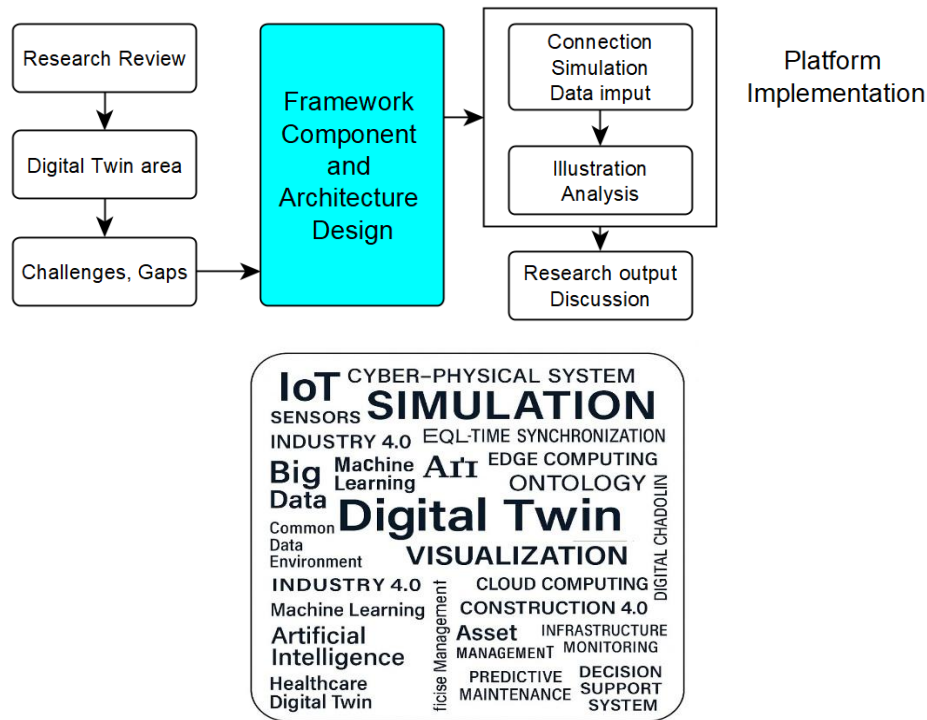 Research Review
Digital Twin area
Challenges, Gaps
Framework
Component
and
Architecture
Design
Connection
Simulation
Data imput
Illustration
Analysis
Research output
Discussion
Platform
Implementation
IoT
CYBER-PHYSICAL SYSTEM
SENSORS
SIMULATION
INDUSTRY 4.0
EQL-TIME SYNCHRONIZATION
Big
Data
Machine
Learning
EDGE COMPUTING
ONTOLOGY
Common
Data
Environment
Digital Twin
VISUALIZATION
DIGITAL CHADOLIN
INDUSTRY 4.0
CLOUD COMPUTING
Machine Learning
ficise Management
CONSTRUCTION 4.0
Artificial
Intelligence
Asset
MANAGEMENT
INFRASTRUCTURE
MONITORING
Healthcare
Digital Twin
PREDICTIVE
MAINTENANCE
DECISION
SUPPORT
SYSTEM